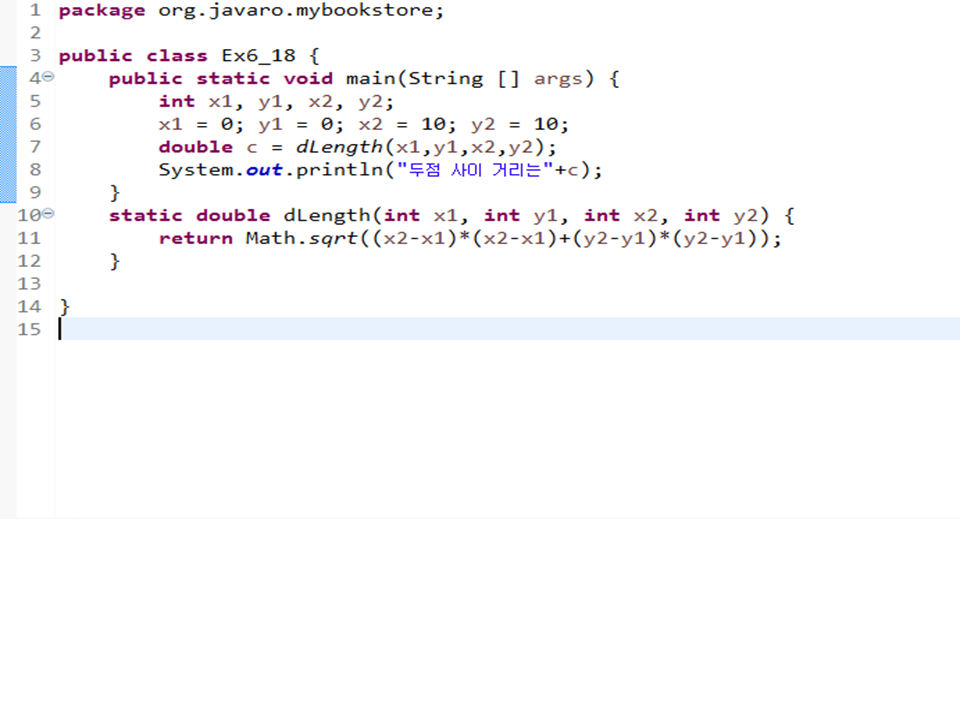 1 package org.javaro.mybookstore;
2
3 public class Ex6_18 {
4 public static void main(String [] args) {
5 int x1, y1, x2, y2;
6 x1 = 0; y1 = 0; x2 = 10; y2 = 10;
7 double c = dLength(x1,y1,x2,y2);
8 System.out.println("두점 사이 거리는"+c);
9 }
10 static double dLength(int x1, int y1, int x2, int y2) {
11 return Math.sqrt((x2-x1)*(x2-x1)+(y2-y1)*(y2-y1));
12 }
13
14 }
15